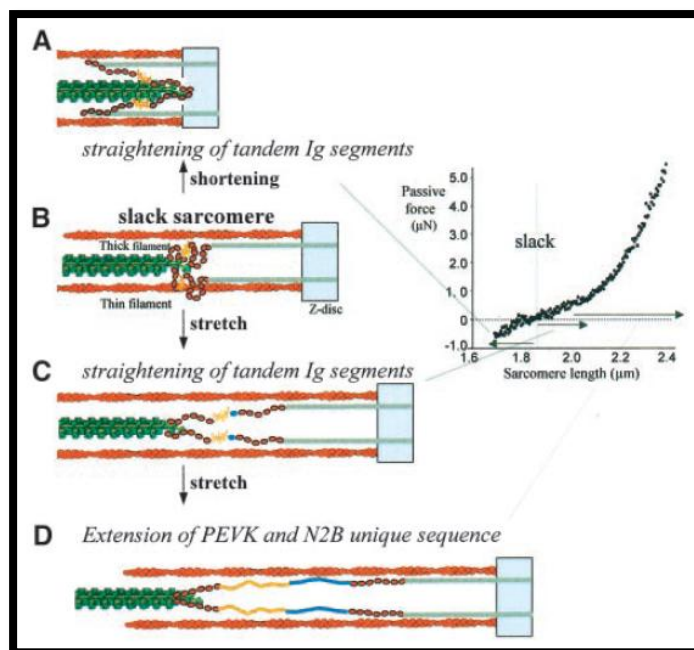 A
straightening of tandem Ig segments
shortening
B
slack sarcomere
Thick filament
Thin filament
Z-disc
stretch
C
straightening of tandem Ig segments
stretch
D
Extension of PEVK and N2B unique sequence
Passive
force
(µN)
slack
5.0
4.0
3.0
2.0
1.0
0
-1.0
1.6
1.8
2.0
2.2
2.4
Sarcomere length (µm)